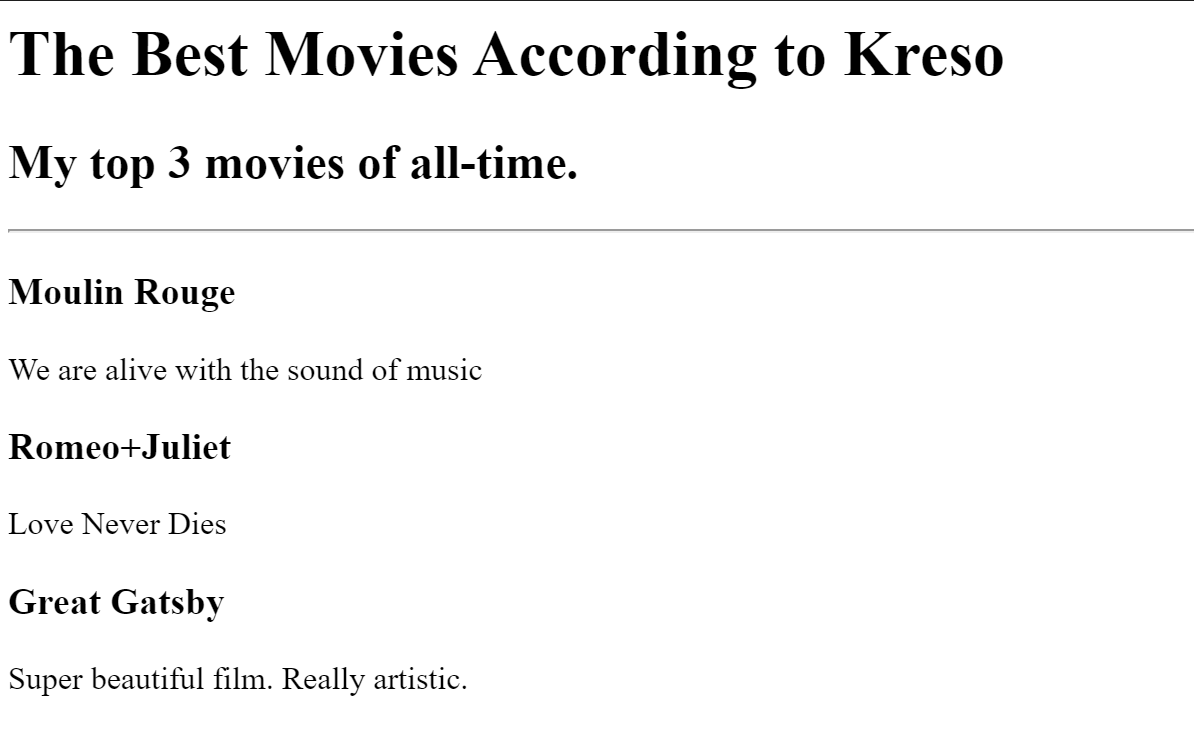 The Best Movies According to Kreso
My top 3 movies of all-time.
Moulin Rouge
We are alive with the sound of music
Romeo+Juliet
Love Never Dies
Great Gatsby
Super beautiful film. Really artistic.